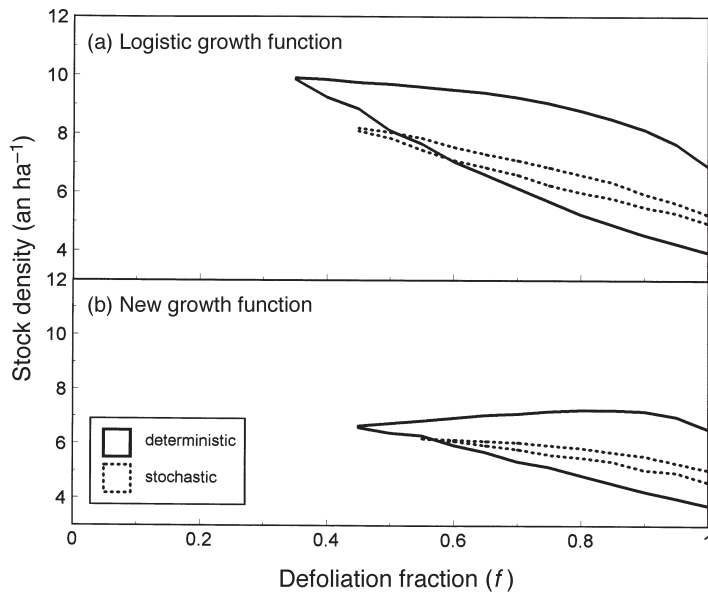 12
(a) Logistic growth function
10
8
6
4
12
(b) New growth function
10
8
6
4
deterministic
stochastic
Stock density (an ha⁻¹)
0
0.2
0.4
0.6
0.8
1
Defoliation fraction (f)